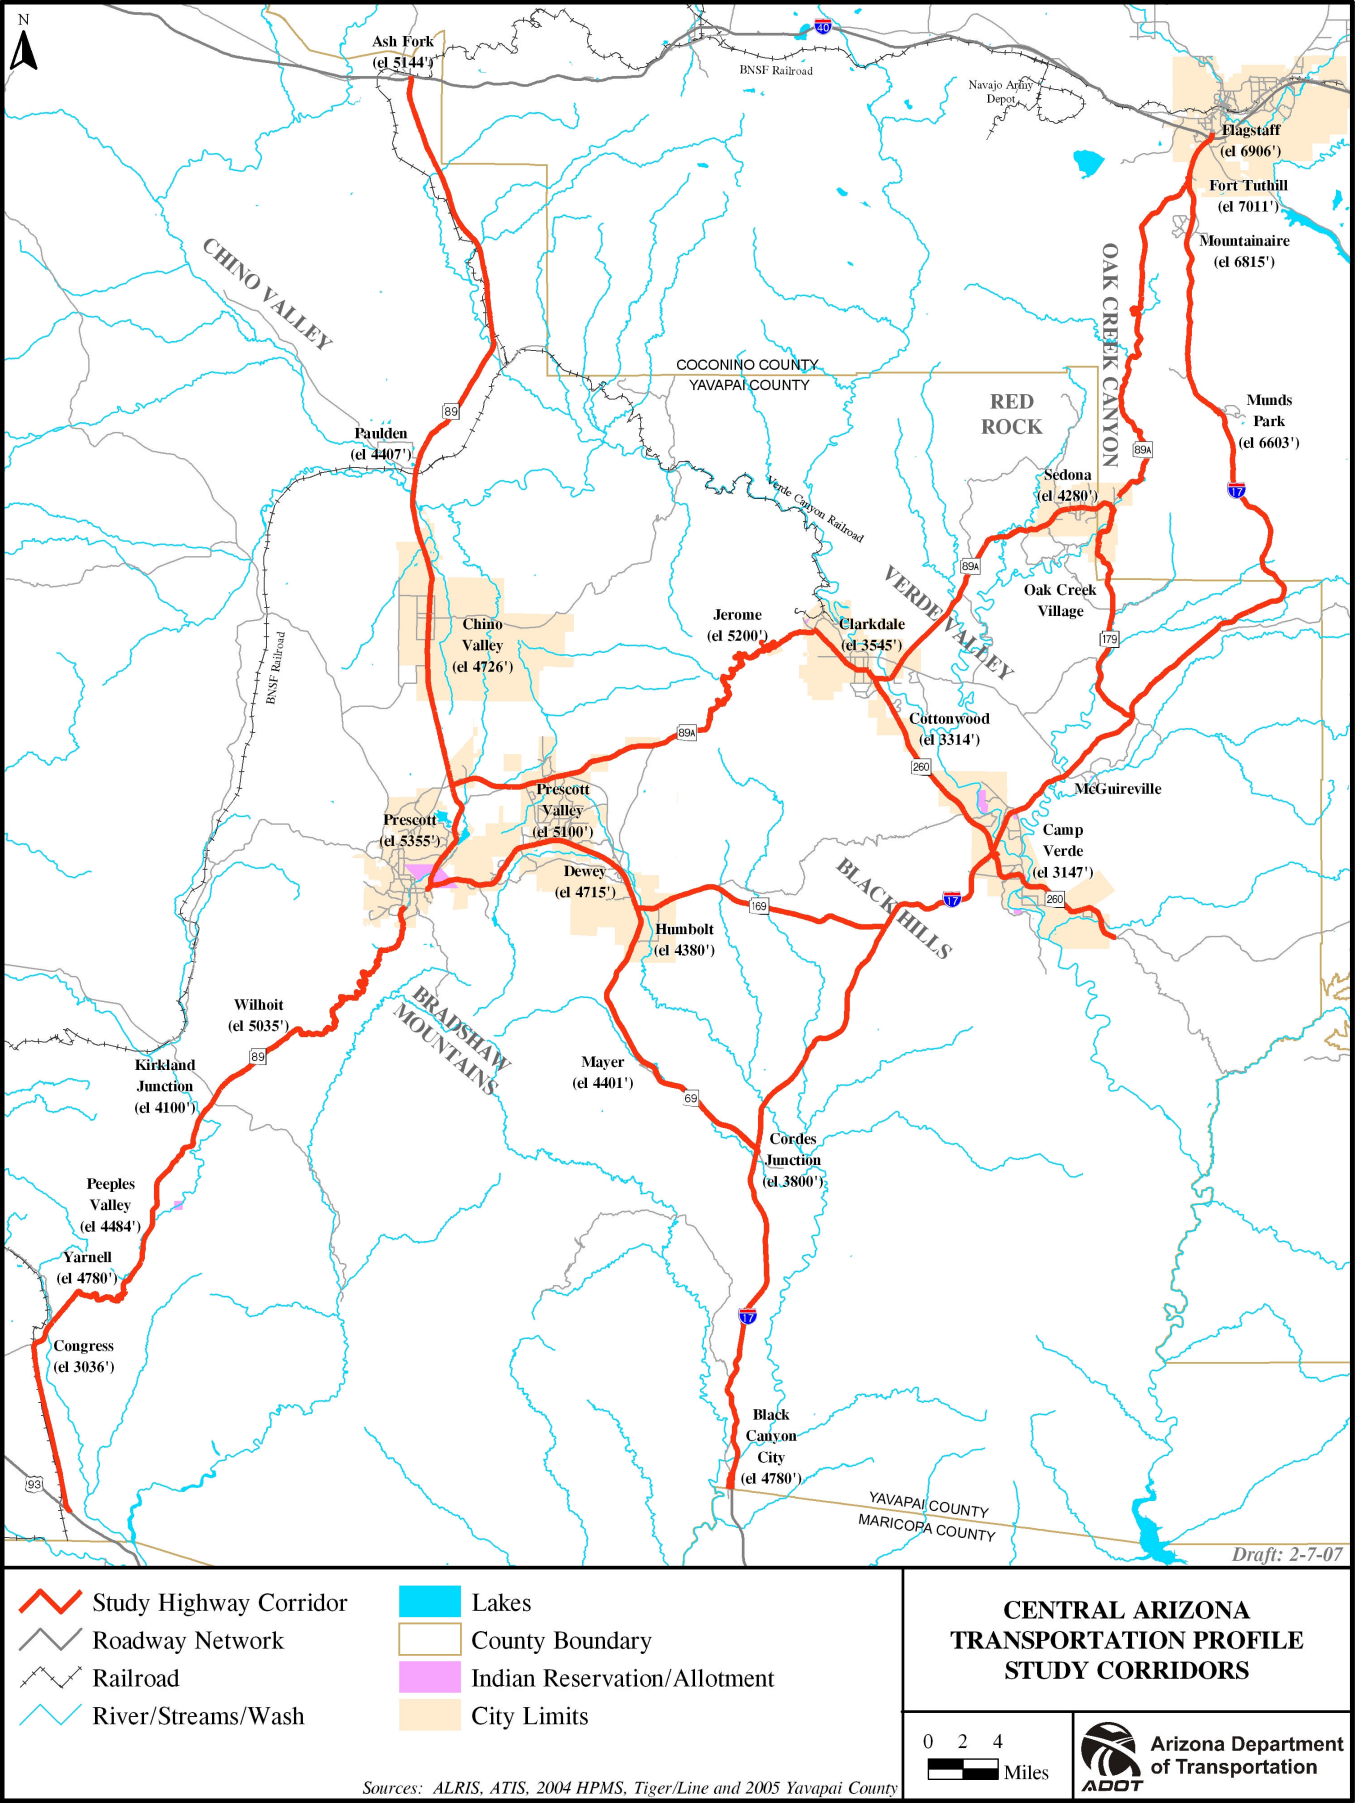 N
Ash Fork
(el 5144')
40
BNSF Railroad
Navajo Army
Depot
Flagstaff
(el 6906')
Fort Tuthill
(el 7011')
Mountainaire
(el 6815')
CHINO VALLEY
OAK CREEK CANYON
COCONINO COUNTY
YAVAPAI COUNTY
RED
ROCK
Munds
Park
(el 6603')
89
Paulden
(el 4407')
89A
Sedona
(el 4280')
17
Verde Canyon Railroad
89A
VERDE VALLEY
Oak Creek
Village
Jerome
(el 5200')
Clarkdale
(el 3545')
Chino
Valley
(el 4726')
179
BNSF Railroad
Cottonwood
(el 3314')
89A
260
McGuireville
Prescott
Valley
(el 5100')
Prescott
(el 5355')
Camp
Verde
(el 3147')
Dewey
(el 4715')
BLACK HILLS
17
260
169
Humbolt
(el 4380')
BRADSHAW
MOUNTAINS
Wilhoit
(el 5035')
89
Kirkland
Junction
(el 4100')
Mayer
(el 4401')
69
Cordes
Junction
(el 3800')
Peeples
Valley
(el 4484')
Yarnell
(el 4780')
17
Congress
(el 3036')
Black
Canyon
City
(el 4780')
93
YAVAPAI COUNTY
MARICOPA COUNTY
Draft: 2-7-07
Study Highway Corridor
Roadway Network
Railroad
River/Streams/Wash
Lakes
County Boundary
Indian Reservation/Allotment
City Limits
Sources: ALRIS, ATIS, 2004 HPMS, Tiger/Line and 2005 Yavapai County
CENTRAL ARIZONA
TRANSPORTATION PROFILE
STUDY CORRIDORS
0 2 4
Miles
ADOT
Arizona Department
of Transportation